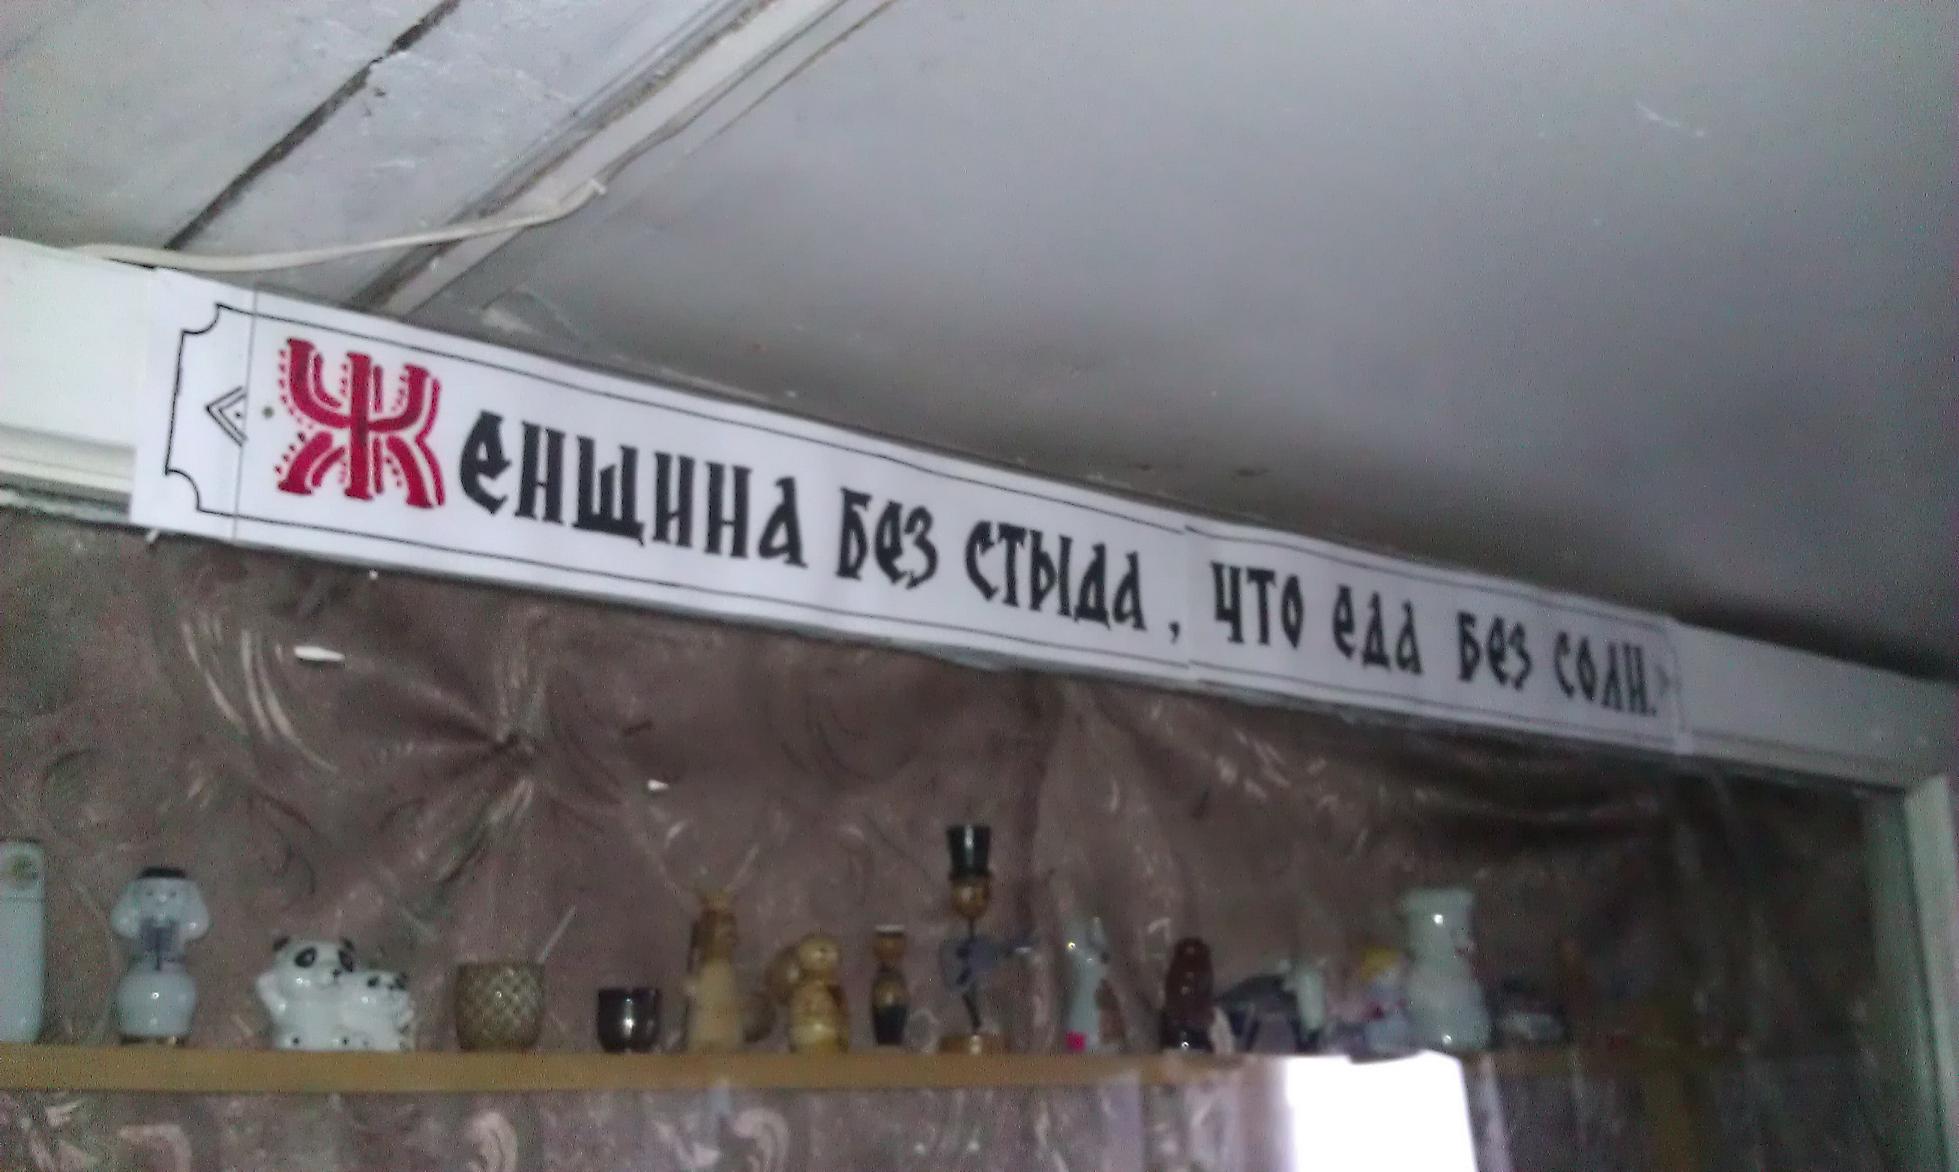 Женщина без стыда, что еда без соли.